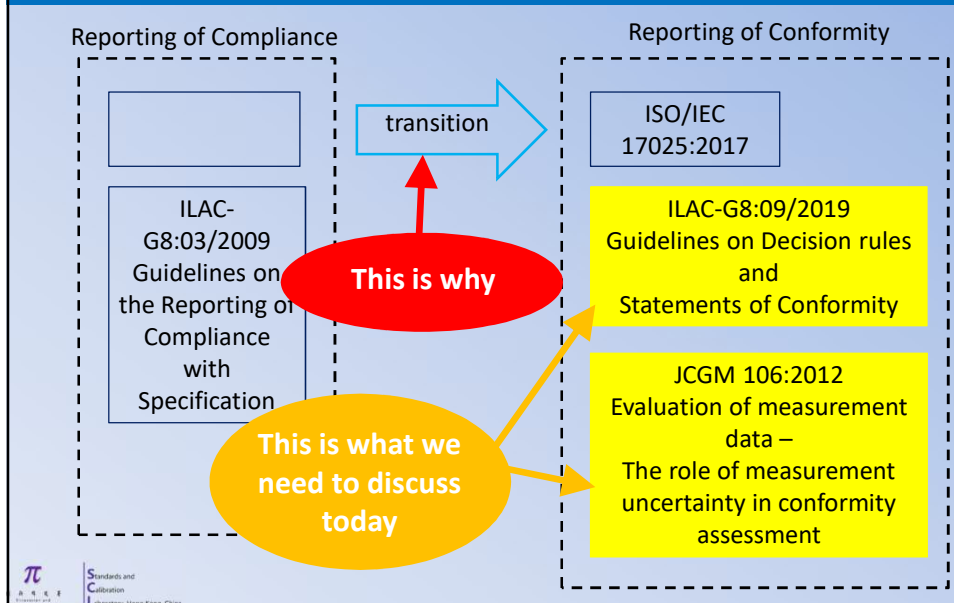 Reporting of Compliance
Reporting of Conformity
transition
ISO/IEC
17025:2017
ILAC-
G8:03/2009
Guidelines on
the Reporting of
Compliance
with
Specification
This is why
ILAC-G8:09/2019
Guidelines on Decision rules
and
Statements of Conformity
This is what we
need to discuss
today
JCGM 106:2012
Evaluation of measurement
data –
The role of measurement
uncertainty in conformity
assessment
π
Standards and
Calibration